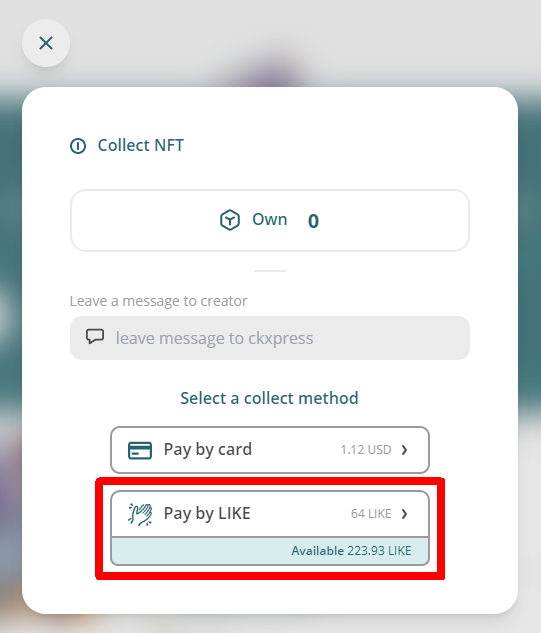 Collect NFT
Own 0
Leave a message to creator
leave message to ckxpress
Select a collect method
Pay by card 1.12 USD
Pay by LIKE 64 LIKE
Available 223.93 LIKE